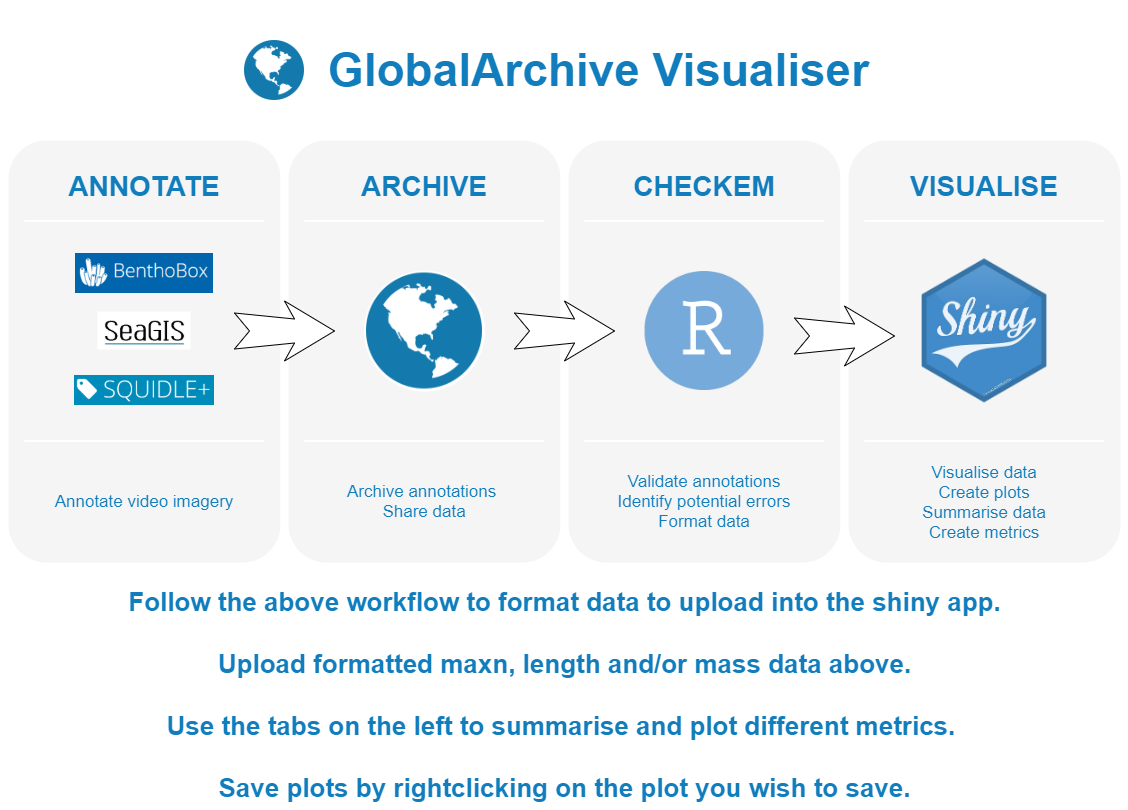 GlobalArchive Visualiser
ANNOTATE
BenthoBox
SeaGIS
SQUIDLE+
Annotate video imagery
ARCHIVE
Archive annotations
Share data
CHECKEM
R
Validate annotations
Identify potential errors
Format data
VISUALISE
Shiny
Visualise data
Create plots
Summarise data
Create metrics
Follow the above workflow to format data to upload into the shiny app.
Upload formatted maxn, length and/or mass data above.
Use the tabs on the left to summarise and plot different metrics.
Save plots by rightclicking on the plot you wish to save.